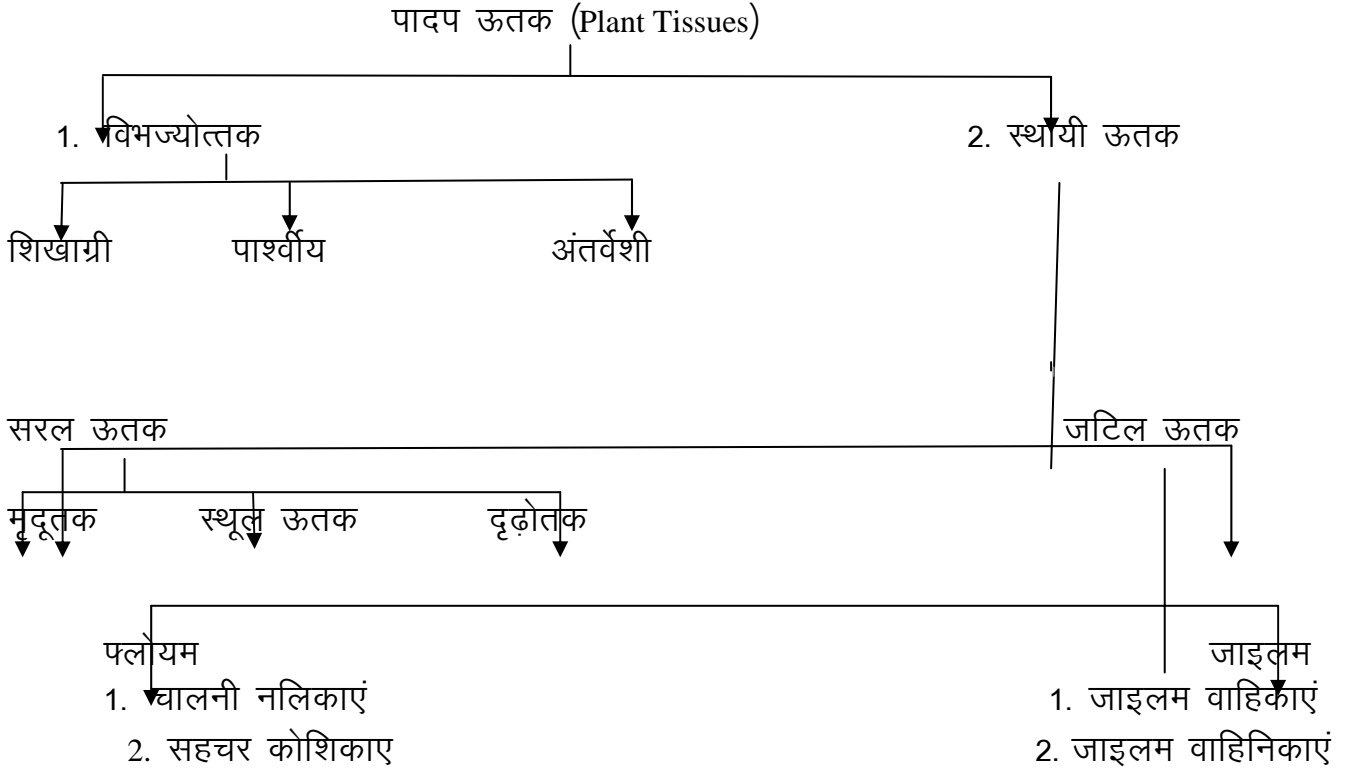 पादप ऊतक (Plant Tissues)
1. विभज्योत्तक 2. स्थायी ऊतक
शिखाग्री पार्श्वीय अंतर्वेशी
सरल ऊतक जटिल ऊतक
मृदूतक स्थूल ऊतक दृढ़ोतक
फ्लोयम जाइलम
1. चालनी नलिकाएं 1. जाइलम वाहिकाएं
2. सहचर कोशिकाए 2. जाइलम वाहिनिकाएं